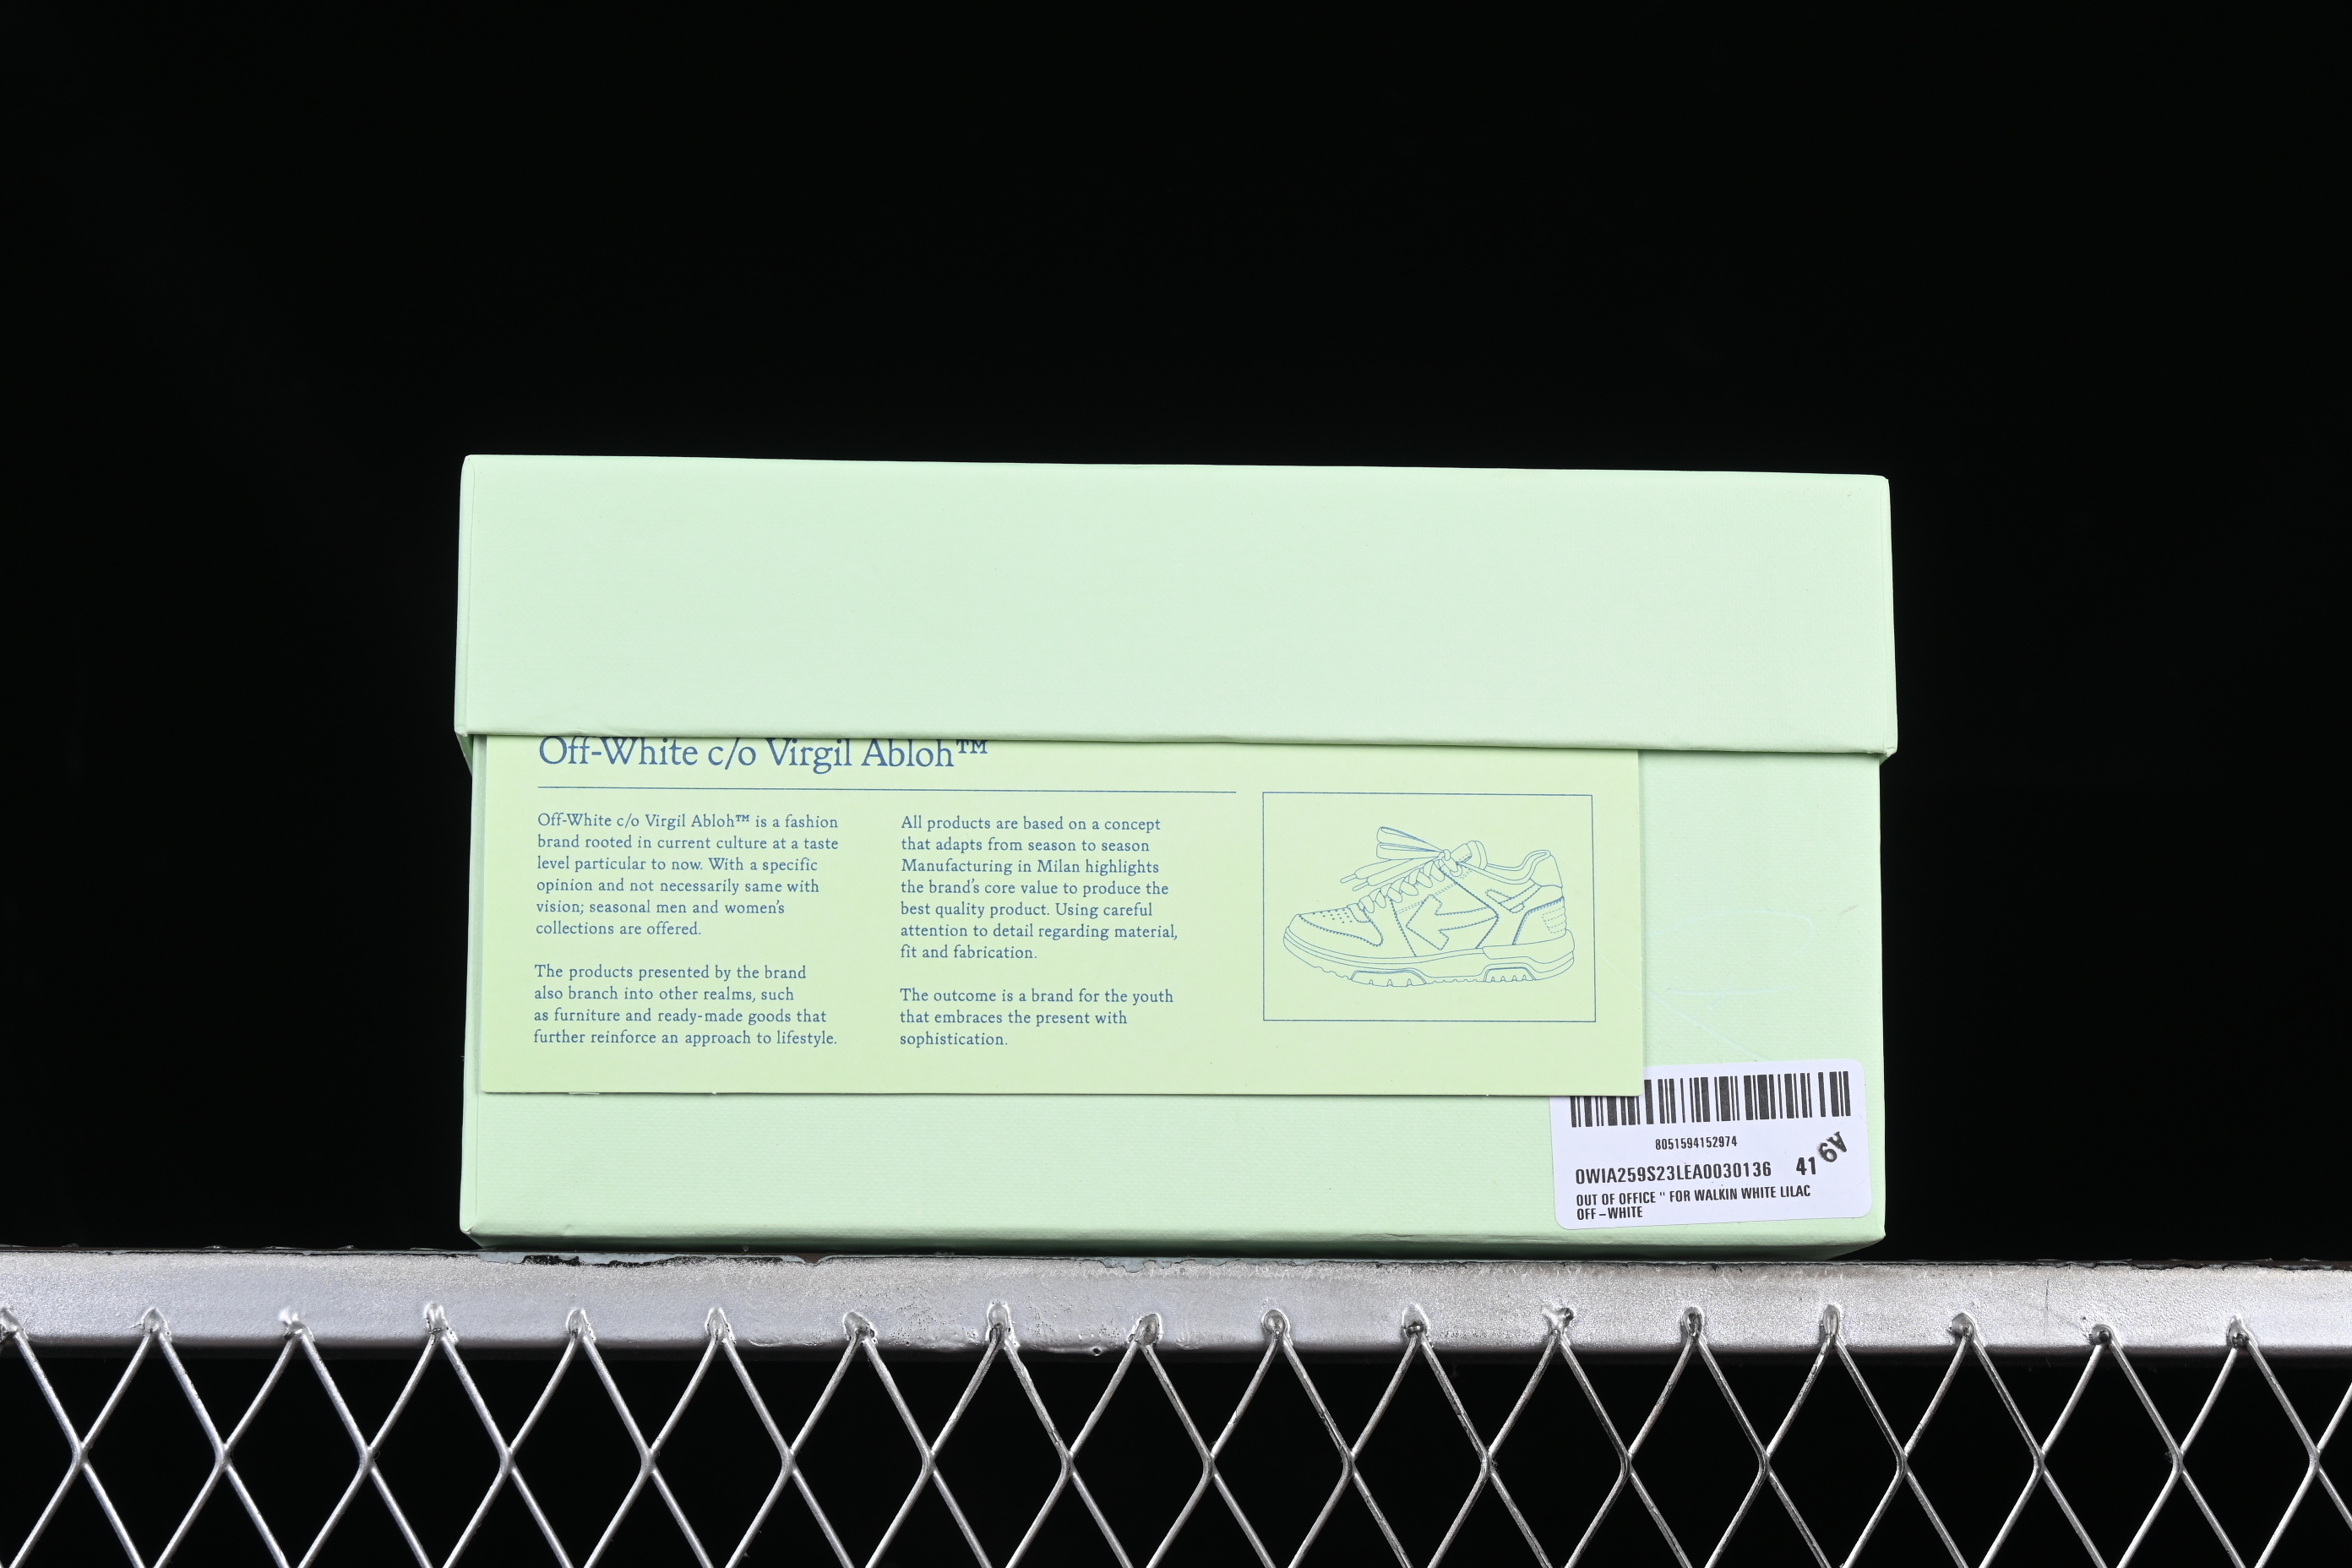 Off-White c/o Virgil Abloh™
Off-White c/o Virgil Abloh™ is a fashion
brand rooted in current culture at a taste
level particular to now. With a specific
opinion and not necessarily same with
vision; seasonal men and women's
collections are offered.
The products presented by the brand
also branch into other realms, such
as furniture and ready-made goods that
further reinforce an approach to lifestyle.
All products are based on a concept
that adapts from season to season
Manufacturing in Milan highlights
the brand's core value to produce the
best quality product. Using careful
attention to detail regarding material,
fit and fabrication.
The outcome is a brand for the youth
that embraces the present with
sophistication.
8051594152974
OWIA259S23LEA0030136 41 A9
OUT OF OFFICE " FOR WALKIN WHITE LILAC
OFF-WHITE